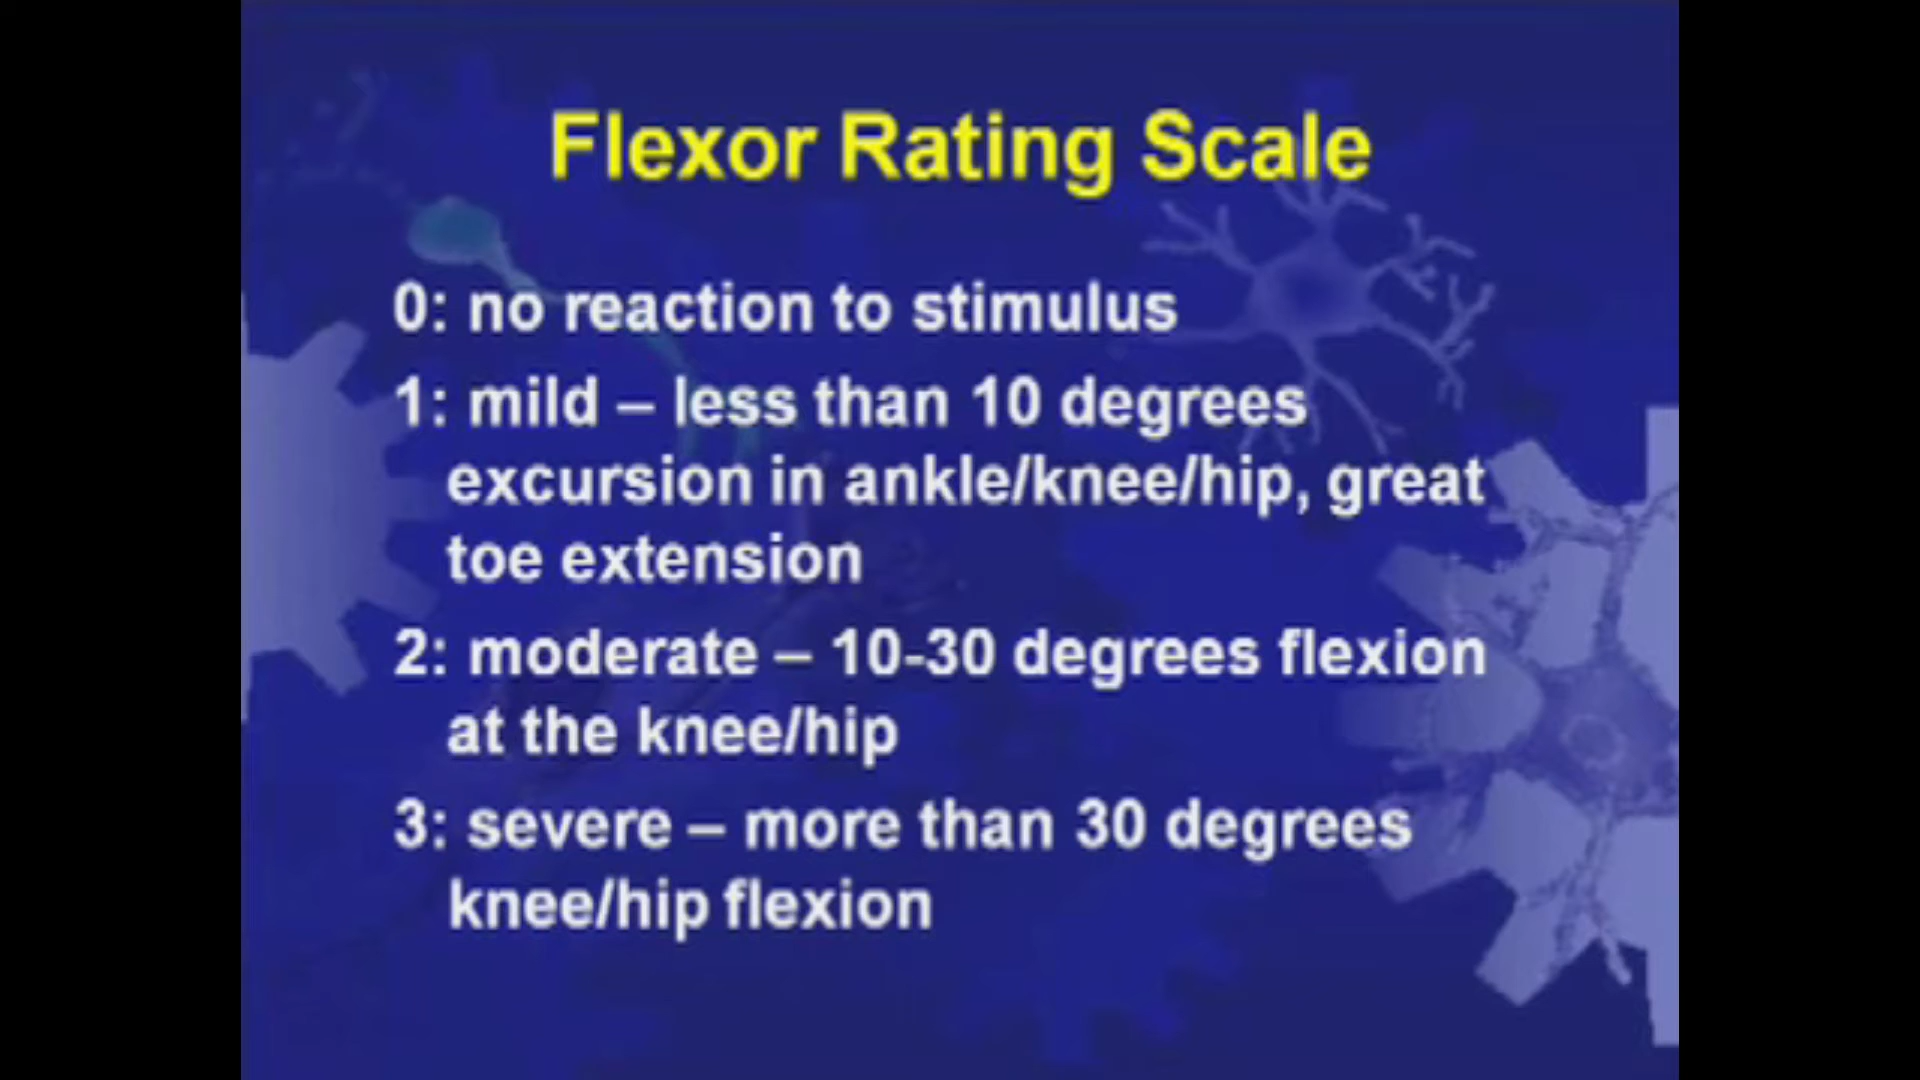 Flexor Rating Scale
0: no reaction to stimulus
1: mild – less than 10 degrees
excursion in ankle/knee/hip, great
toe extension
2: moderate – 10-30 degrees flexion
at the knee/hip
3: severe – more than 30 degrees
knee/hip flexion